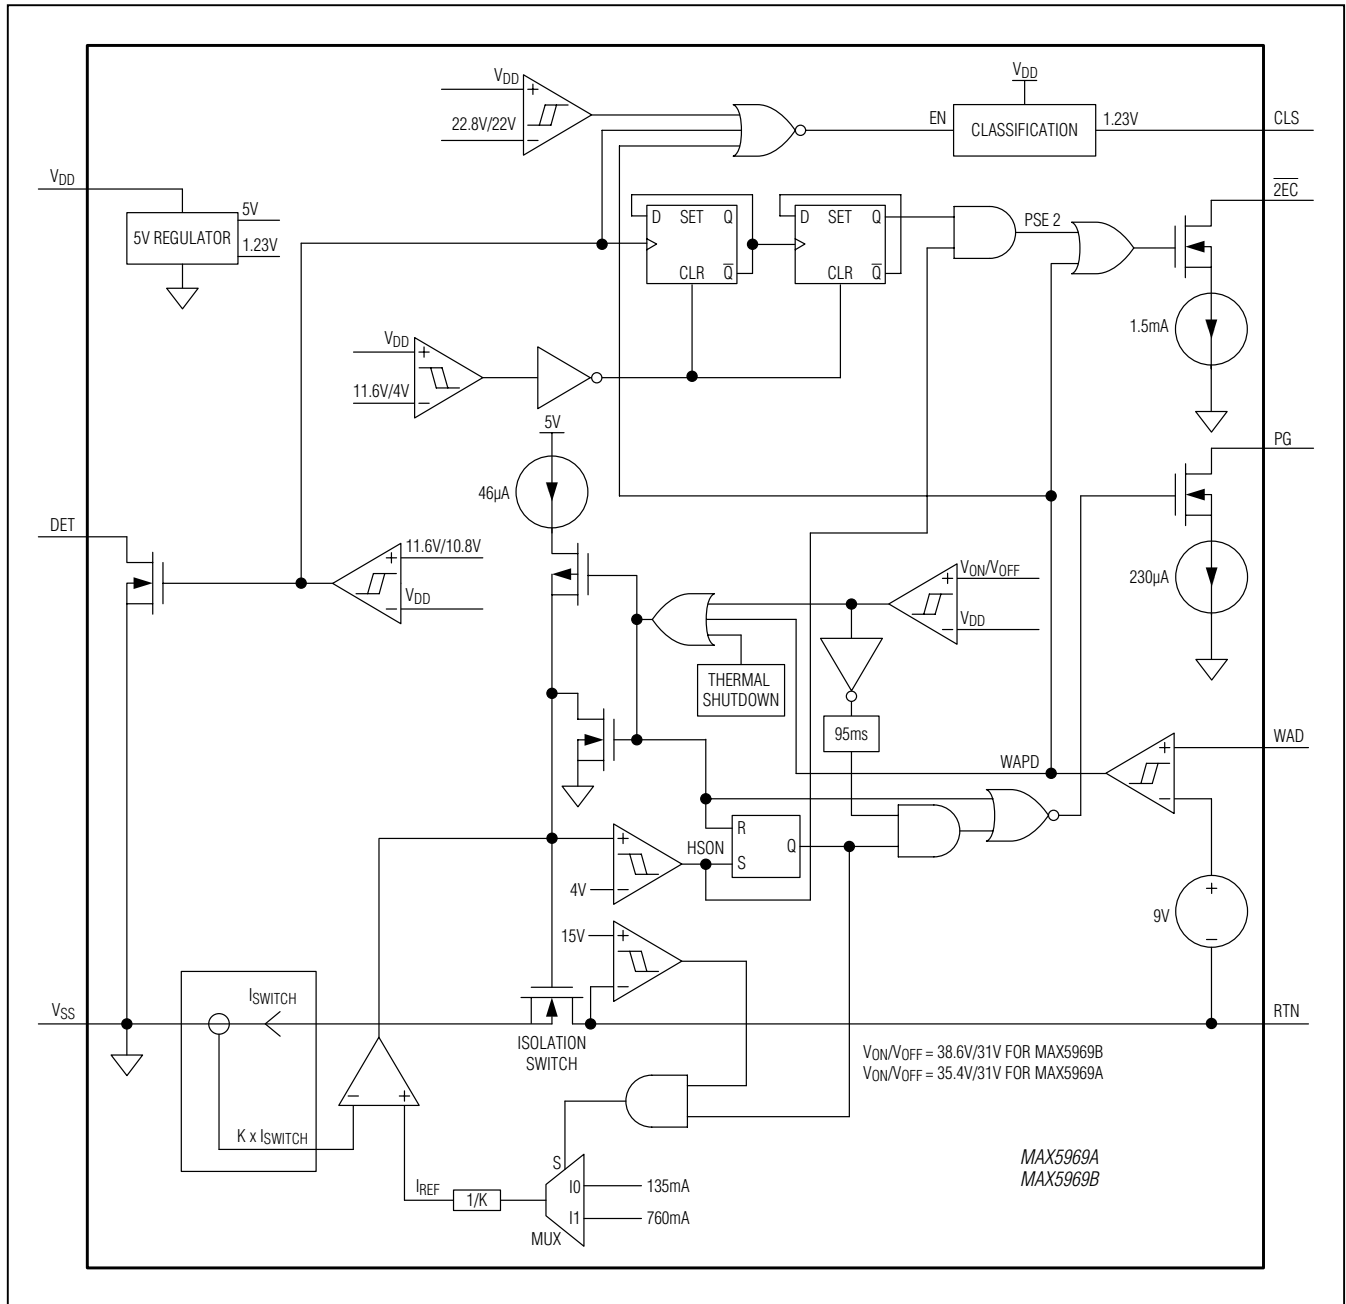 VDD
22.8V/22V
+
−
EN
VDD
CLASSIFICATION
1.23V
CLS
VDD
5V REGULATOR
5V
1.23V
D SET Q
CLR Q̅
D SET Q
CLR Q̅
PSE 2
2̅E̅C̅
1.5mA
VDD
11.6V/4V
+
−
5V
46µA
PG
230µA
DET
+
11.6V/10.8V
−
VDD
+
VON/VOFF
−
VDD
THERMAL
SHUTDOWN
95ms
WAPD
WAD
+
−
+
4V
−
HSON
R
S
Q
9V
+
−
15V
+
−
VSS
ISWITCH
ISOLATION
SWITCH
RTN
VON/VOFF = 38.6V/31V FOR MAX5969B
VON/VOFF = 35.4V/31V FOR MAX5969A
−
+
K x ISWITCH
IREF
1/K
S
I0
135mA
I1
760mA
MUX
MAX5969A
MAX5969B